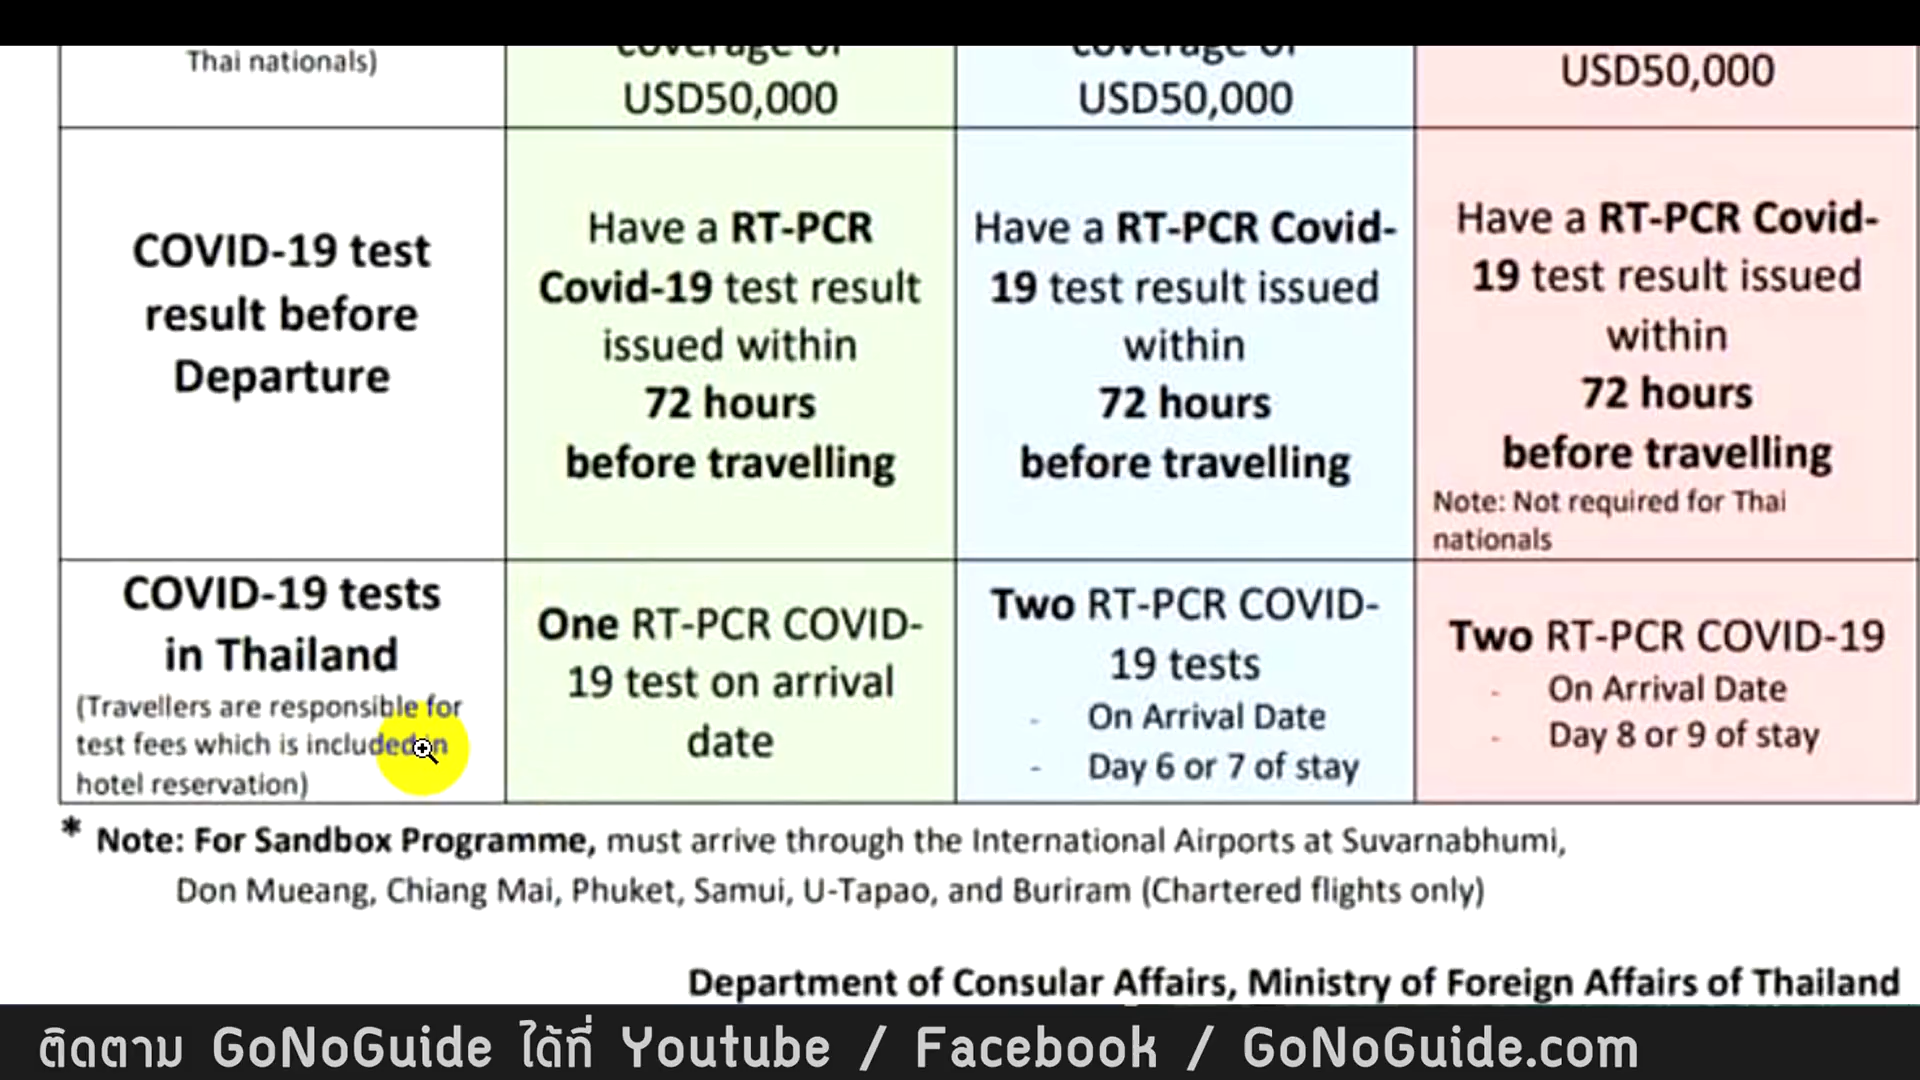 Thai nationals)
coverage of
USD50,000
coverage of
USD50,000
USD50,000
COVID-19 test
result before
Departure
Have a RT-PCR
Covid-19 test result
issued within
72 hours
before travelling
Have a RT-PCR Covid-
19 test result issued
within
72 hours
before travelling
Have a RT-PCR Covid-
19 test result issued
within
72 hours
before travelling
Note: Not required for Thai
nationals
COVID-19 tests
in Thailand
(Travellers are responsible for
test fees which is included in
hotel reservation)
One RT-PCR COVID-
19 test on arrival
date
Two RT-PCR COVID-
19 tests
- On Arrival Date
- Day 6 or 7 of stay
Two RT-PCR COVID-19
- On Arrival Date
- Day 8 or 9 of stay
* Note: For Sandbox Programme, must arrive through the International Airports at Suvarnabhumi,
Don Mueang, Chiang Mai, Phuket, Samui, U-Tapao, and Buriram (Chartered flights only)
Department of Consular Affairs, Ministry of Foreign Affairs of Thailand
ติดตาม GoNoGuide ได้ที่ Youtube / Facebook / GoNoGuide.com